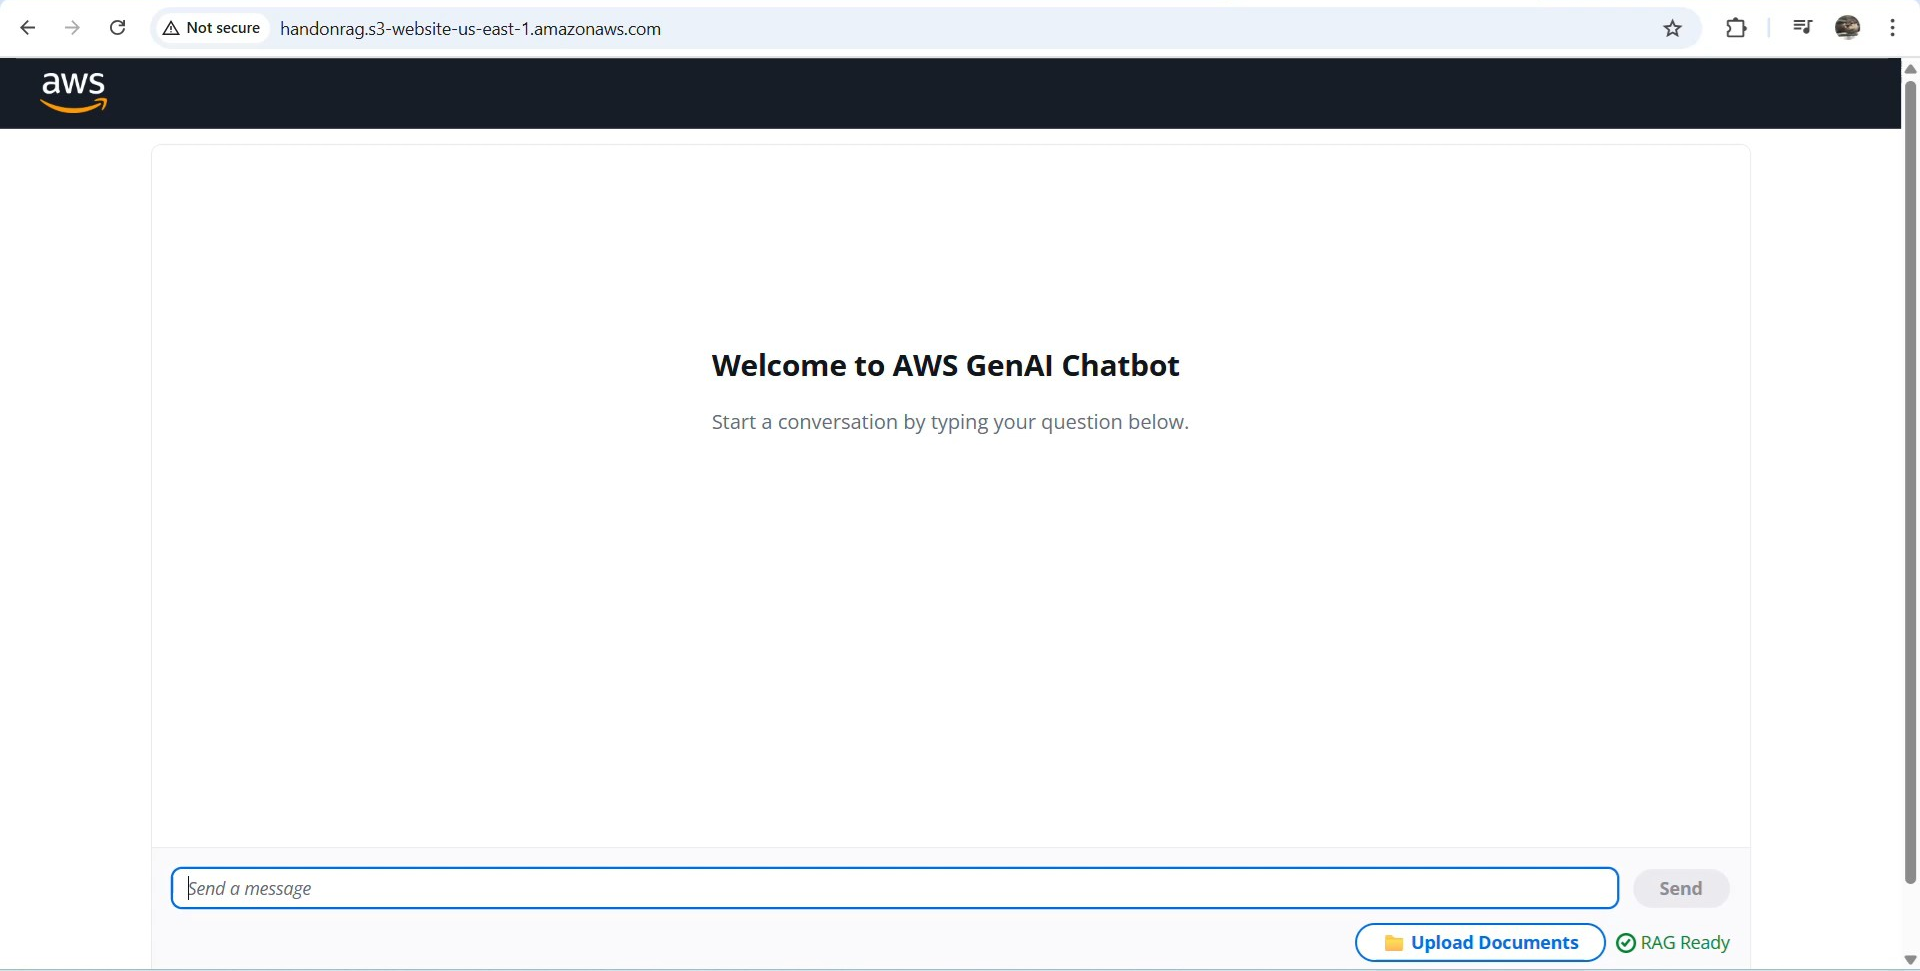 Not secure handonrag.s3-website-us-east-1.amazonaws.com
aws
Welcome to AWS GenAI Chatbot
Start a conversation by typing your question below.
Send a message
Send
Upload Documents
RAG Ready